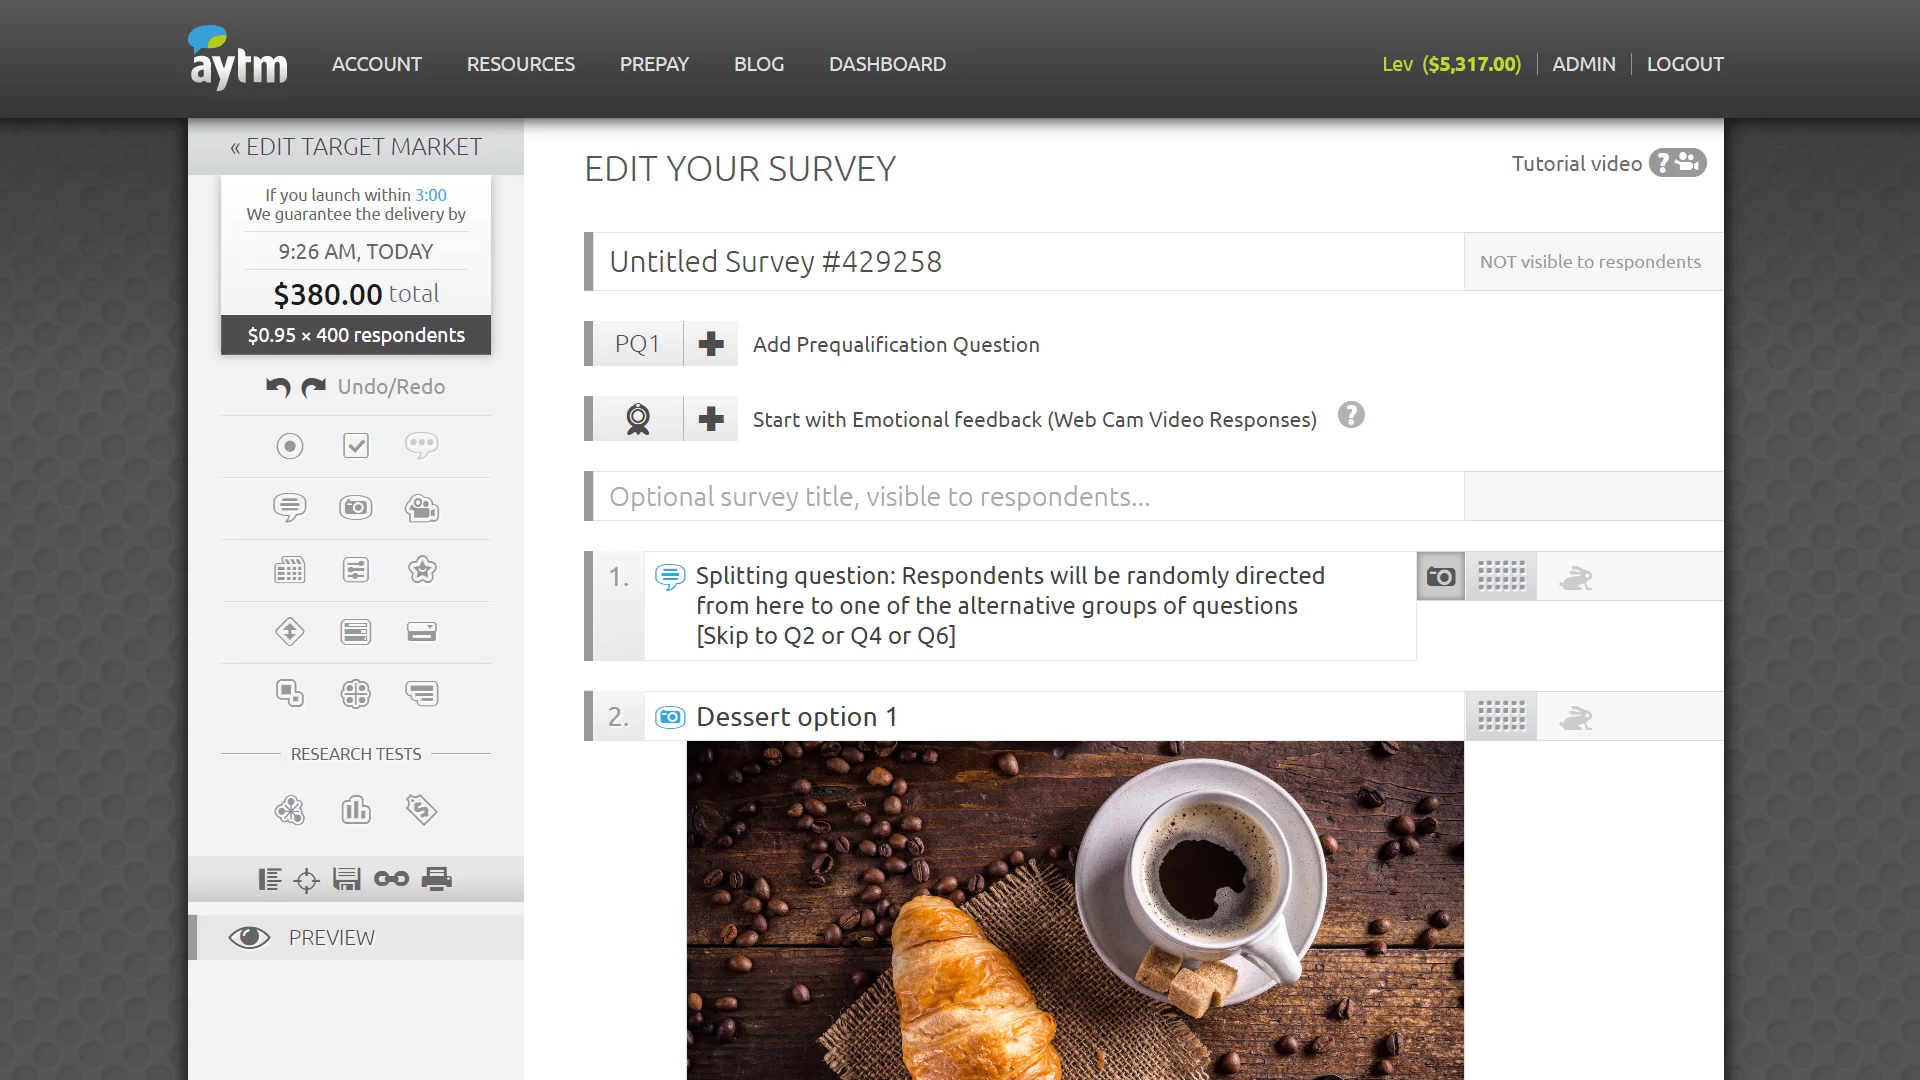 aytm
ACCOUNT
RESOURCES
PREPAY
BLOG
DASHBOARD
Lev ($5,317.00)
ADMIN
LOGOUT
« EDIT TARGET MARKET
If you launch within 3:00
We guarantee the delivery by
9:26 AM, TODAY
$380.00 total
$0.95 × 400 respondents
Undo/Redo
RESEARCH TESTS
PREVIEW
EDIT YOUR SURVEY
Tutorial video ?
Untitled Survey #429258
NOT visible to respondents
PQ1
Add Prequalification Question
Start with Emotional feedback (Web Cam Video Responses) ?
Optional survey title, visible to respondents...
1.
Splitting question: Respondents will be randomly directed
from here to one of the alternative groups of questions
[Skip to Q2 or Q4 or Q6]
2.
Dessert option 1